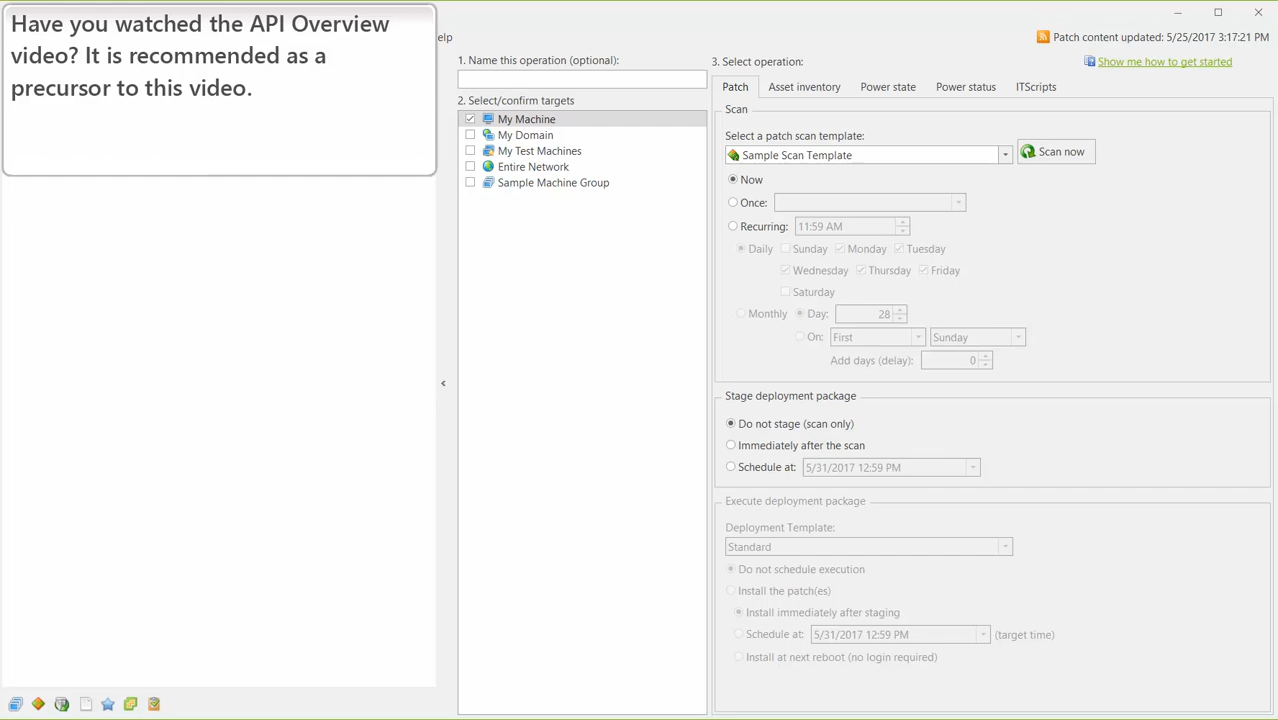 Have you watched the API Overview
video? It is recommended as a
precursor to this video.
elp
Patch content updated: 5/25/2017 3:17:21 PM
1. Name this operation (optional):
3. Select operation:
Show me how to get started
Patch Asset inventory Power state Power status ITScripts
2. Select/confirm targets
My Machine
My Domain
My Test Machines
Entire Network
Sample Machine Group
Scan
Select a patch scan template:
Sample Scan Template
Scan now
Now
Once:
Recurring: 11:59 AM
Daily Sunday Monday Tuesday
Wednesday Thursday Friday
Saturday
Monthly Day: 28
On: First Sunday
Add days (delay): 0
Stage deployment package
Do not stage (scan only)
Immediately after the scan
Schedule at: 5/31/2017 12:59 PM
Execute deployment package
Deployment Template:
Standard
Do not schedule execution
Install the patch(es)
Install immediately after staging
Schedule at: 5/31/2017 12:59 PM (target time)
Install at next reboot (no login required)